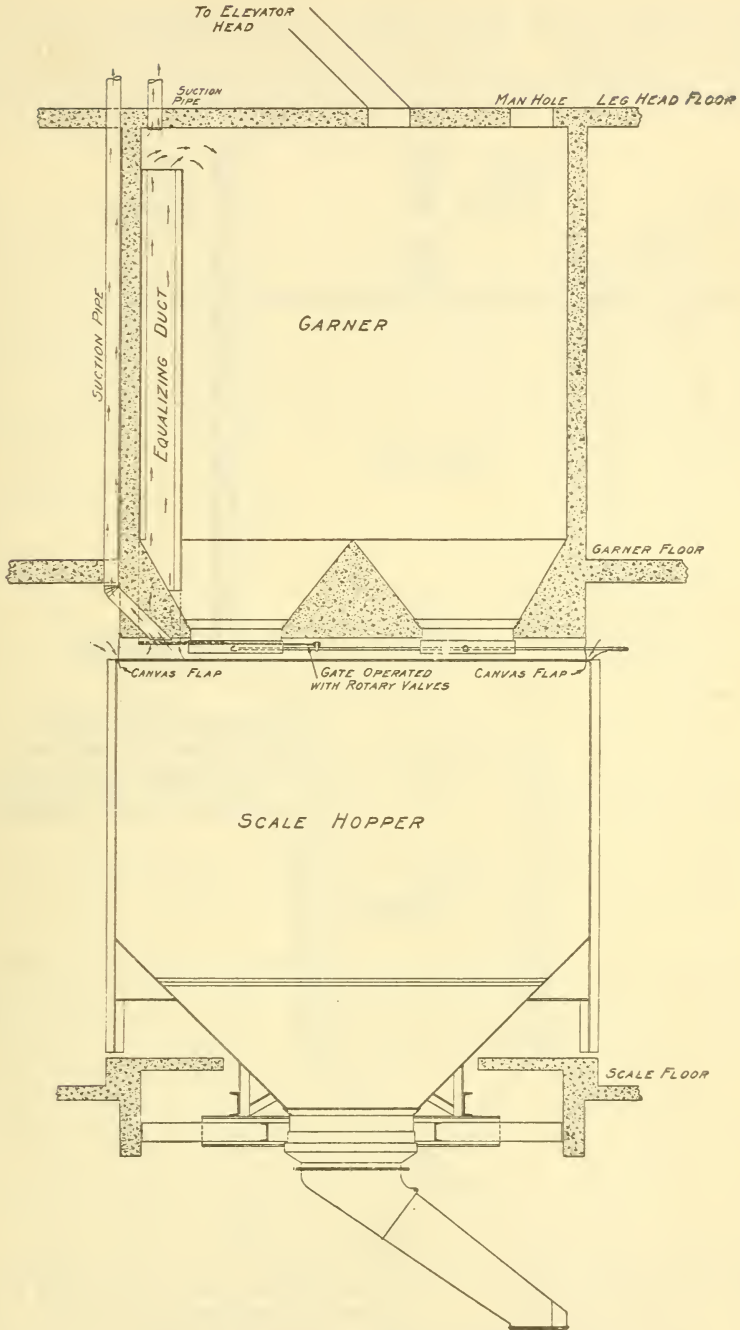 TO ELEVATOR
HEAD
SUCTION
PIPE
MAN HOLE
LEG HEAD FLOOR
SUCTION PIPE
EQUALIZING DUCT
GARNER
GARNER FLOOR
CANVAS FLAP
GATE OPERATED
WITH ROTARY VALVES
CANVAS FLAP
SCALE HOPPER
SCALE FLOOR